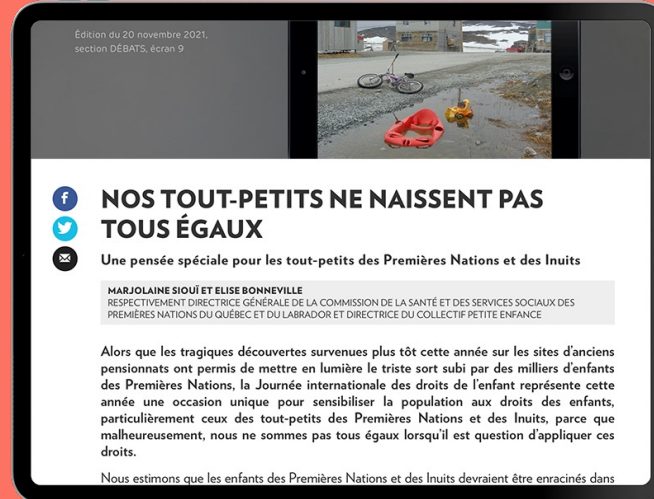 Édition du 20 novembre 2021,
section DÉBATS, écran 9
NOS TOUT-PETITS NE NAISSENT PAS
TOUS ÉGAUX
Une pensée spéciale pour les tout-petits des Premières Nations et des Inuits
MARJOLAINE SIOUÏ ET ELISE BONNEVILLE
RESPECTIVEMENT DIRECTRICE GÉNÉRALE DE LA COMMISSION DE LA SANTÉ ET DES SERVICES SOCIAUX DES
PREMIÈRES NATIONS DU QUÉBEC ET DU LABRADOR ET DIRECTRICE DU COLLECTIF PETITE ENFANCE
Alors que les tragiques découvertes survenues plus tôt cette année sur les sites d'anciens
pensionnats ont permis de mettre en lumière le triste sort subi par des milliers d'enfants
des Premières Nations, la Journée internationale des droits de l'enfant représente cette
année une occasion unique pour sensibiliser la population aux droits des enfants,
particulièrement ceux des tout-petits des Premières Nations et des Inuits, parce que
malheureusement, nous ne sommes pas tous égaux lorsqu'il est question d'appliquer ces
droits.
Nous estimons que les enfants des Premières Nations et des Inuits devraient être enracinés dans